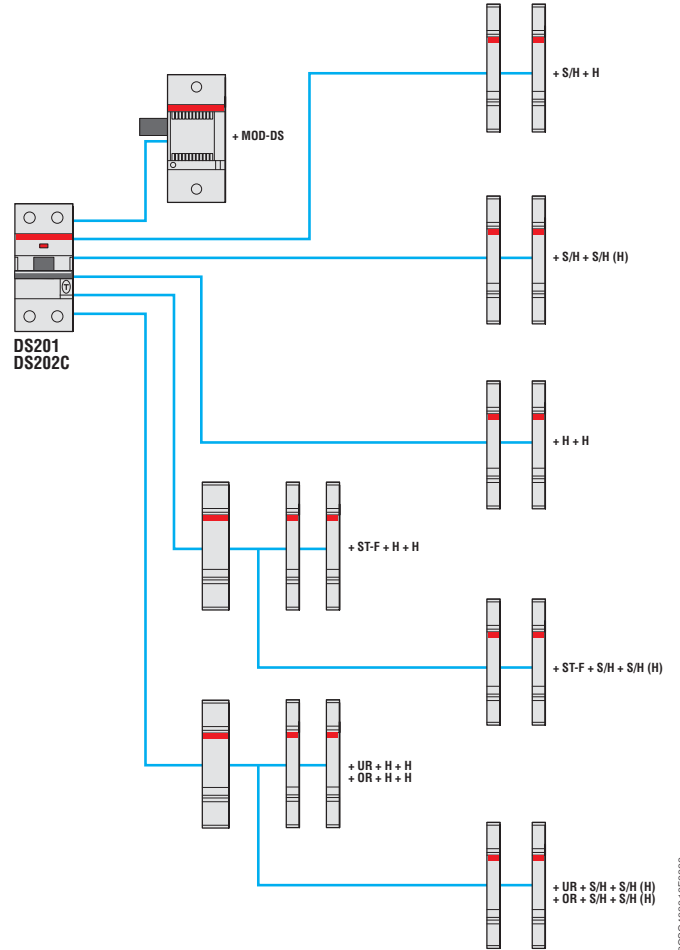 + S/H + H
+ MOD-DS
T
+ S/H + S/H (H)
DS201
DS202C
+ H + H
+ ST-F + H + H
+ ST-F + S/H + S/H (H)
+ UR + H + H
+ OR + H + H
+ UR + S/H + S/H (H)
+ OR + S/H + S/H (H)